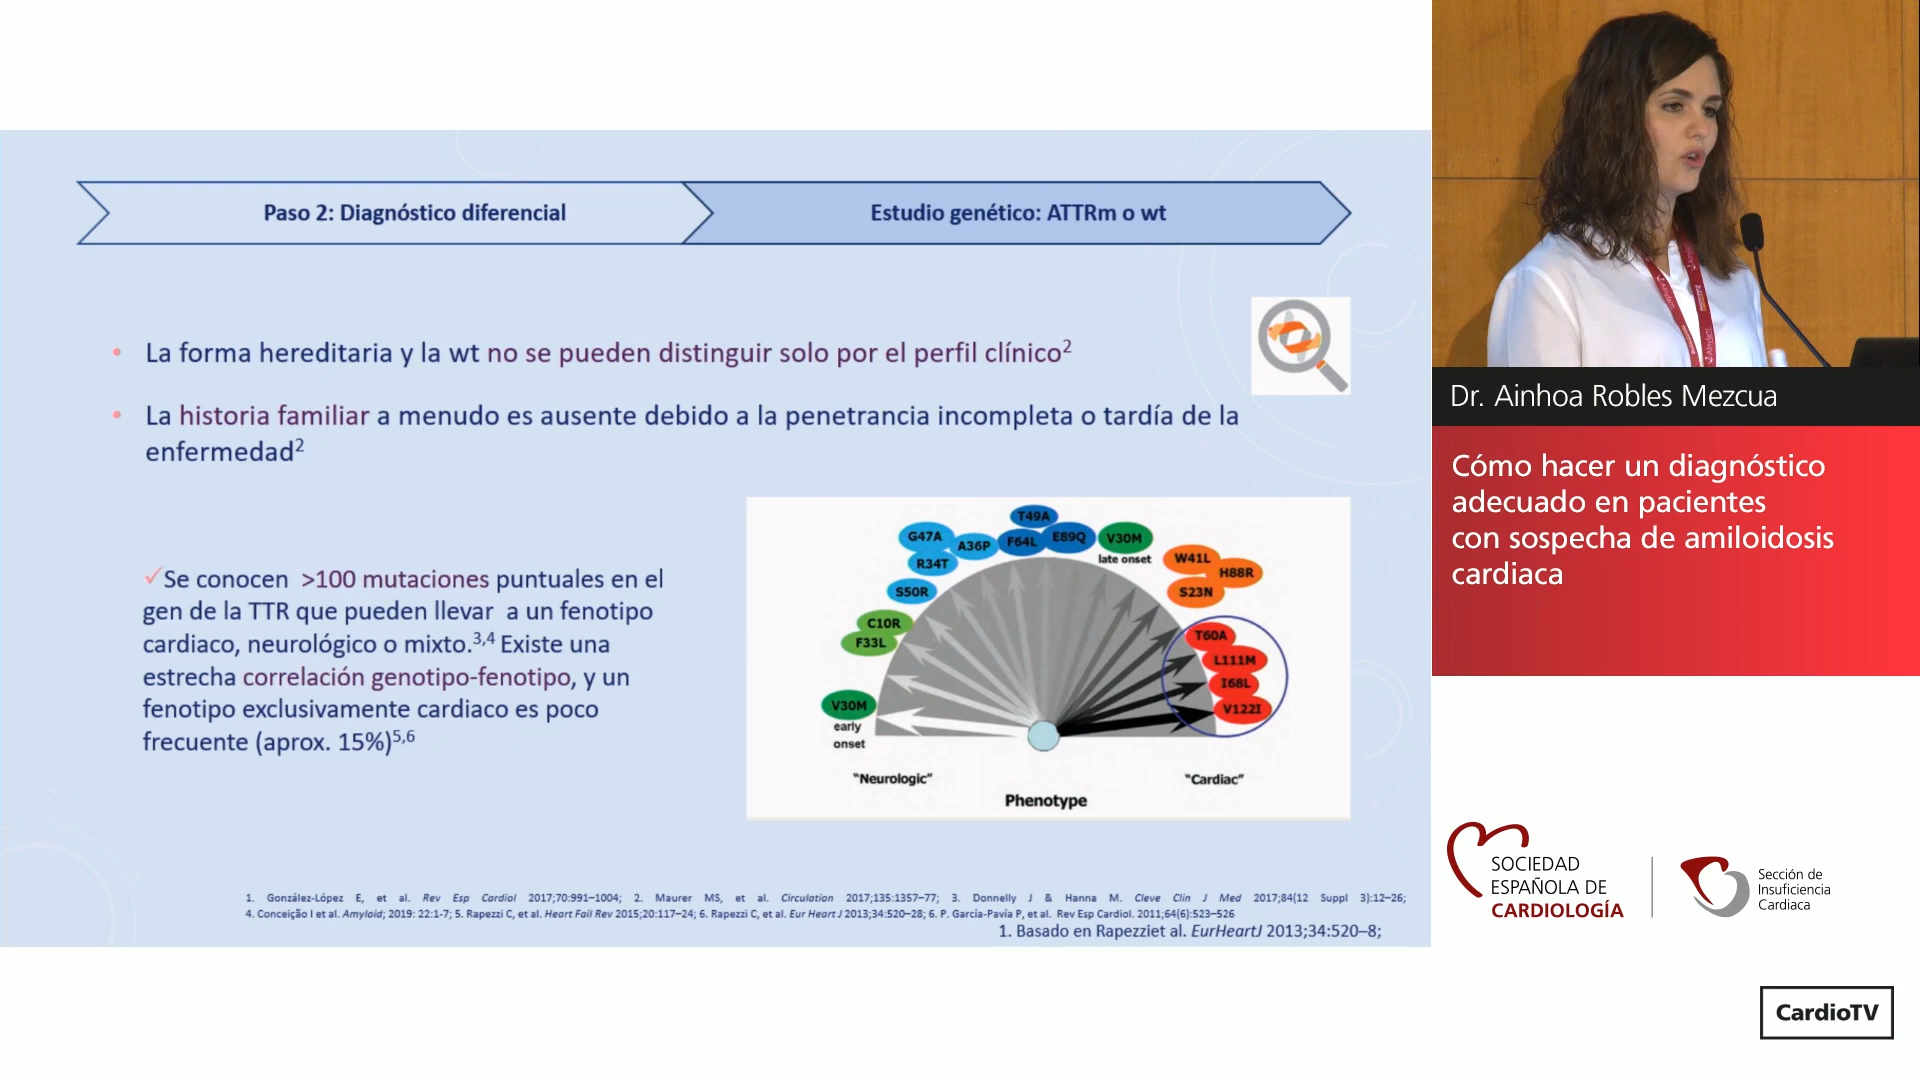 Paso 2: Diagnóstico diferencial
Estudio genético: ATTRm o wt
• La forma hereditaria y la wt no se pueden distinguir solo por el perfil clínico2
• La historia familiar a menudo es ausente debido a la penetrancia incompleta o tardía de la
enfermedad2
✓Se conocen >100 mutaciones puntuales en el
gen de la TTR que pueden llevar a un fenotipo
cardiaco, neurológico o mixto.3,4 Existe una
estrecha correlación genotipo-fenotipo, y un
fenotipo exclusivamente cardiaco es poco
frecuente (aprox. 15%)5,6
V30M
early
onset
F33L
C10R
S50R
R34T
G47A
A36P
F64L
T49A
E89Q
V30M
late onset
W41L
H88R
S23N
T60A
L111M
I68L
V122I
"Neurologic"
"Cardiac"
Phenotype
1. González-López E, et al. Rev Esp Cardiol 2017;70:991–1004; 2. Maurer MS, et al. Circulation 2017;135:1357–77; 3. Donnelly J & Hanna M. Cleve Clin J Med 2017;84(12 Suppl 3):12–26;
4. Conceição I et al. Amyloid; 2019: 22:1-7; 5. Rapezzi C, et al. Heart Fail Rev 2015;20:117–24; 6. Rapezzi C, et al. Eur Heart J 2013;34:520–28; 6. P. García-Pavía P, et al. Rev Esp Cardiol. 2011;64(6):523–526
1. Basado en Rapezziet al. EurHeartJ 2013;34:520–8;
Dr. Ainhoa Robles Mezcua
Cómo hacer un diagnóstico
adecuado en pacientes
con sospecha de amiloidosis
cardiaca
SOCIEDAD
ESPAÑOLA DE
CARDIOLOGÍA
Sección de
Insuficiencia
Cardiaca
CardioTV